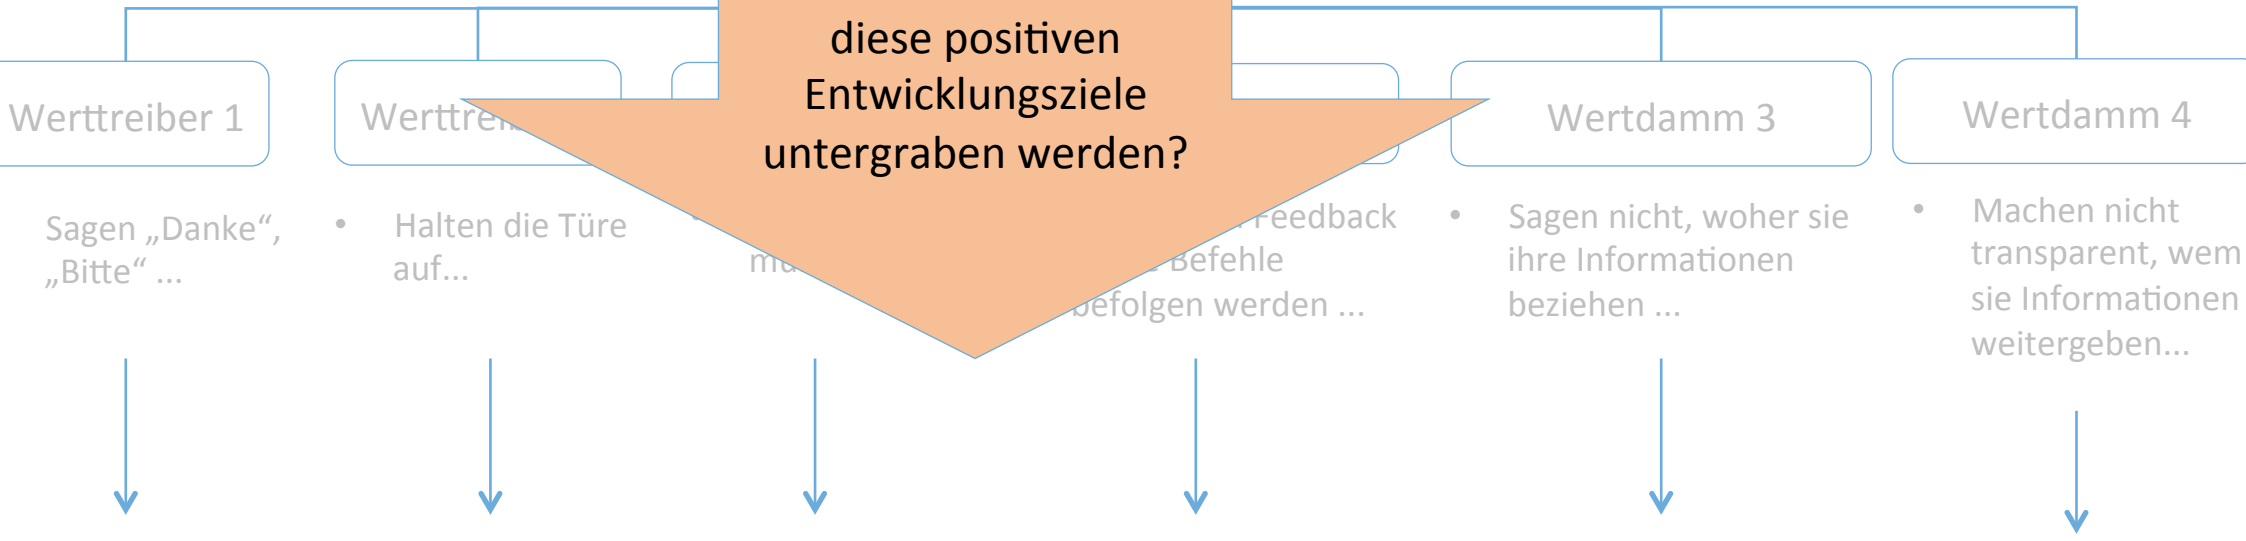 diese positiven
Entwicklungsziele
untergraben werden?
Werttreiber 1
Wertdamm 3
Wertdamm 4
Sagen „Danke“,
„Bitte“ ...
• Halten die Türe
auf...
Feedback
Befehle
befolgen werden ...
• Sagen nicht, woher sie
ihre Informationen
beziehen ...
• Machen nicht
transparent, wem
sie Informationen
weitergeben...